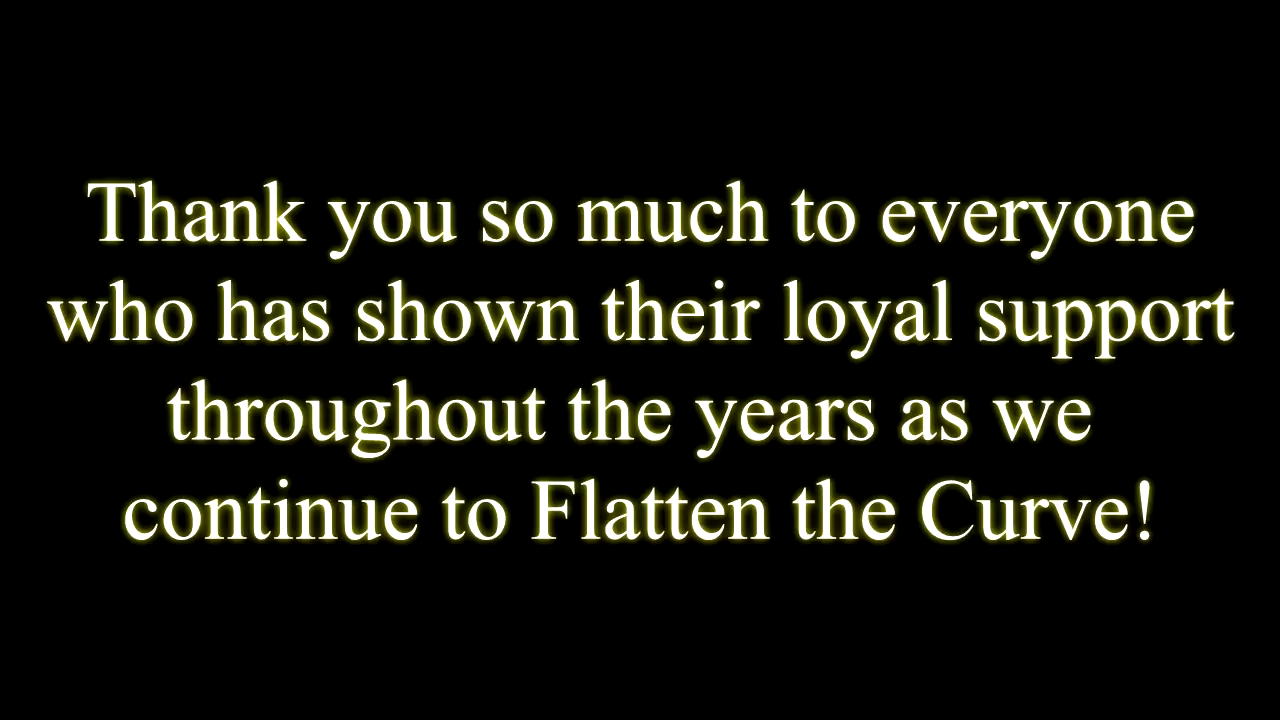 Thank you so much to everyone
who has shown their loyal support
throughout the years as we
continue to Flatten the Curve!